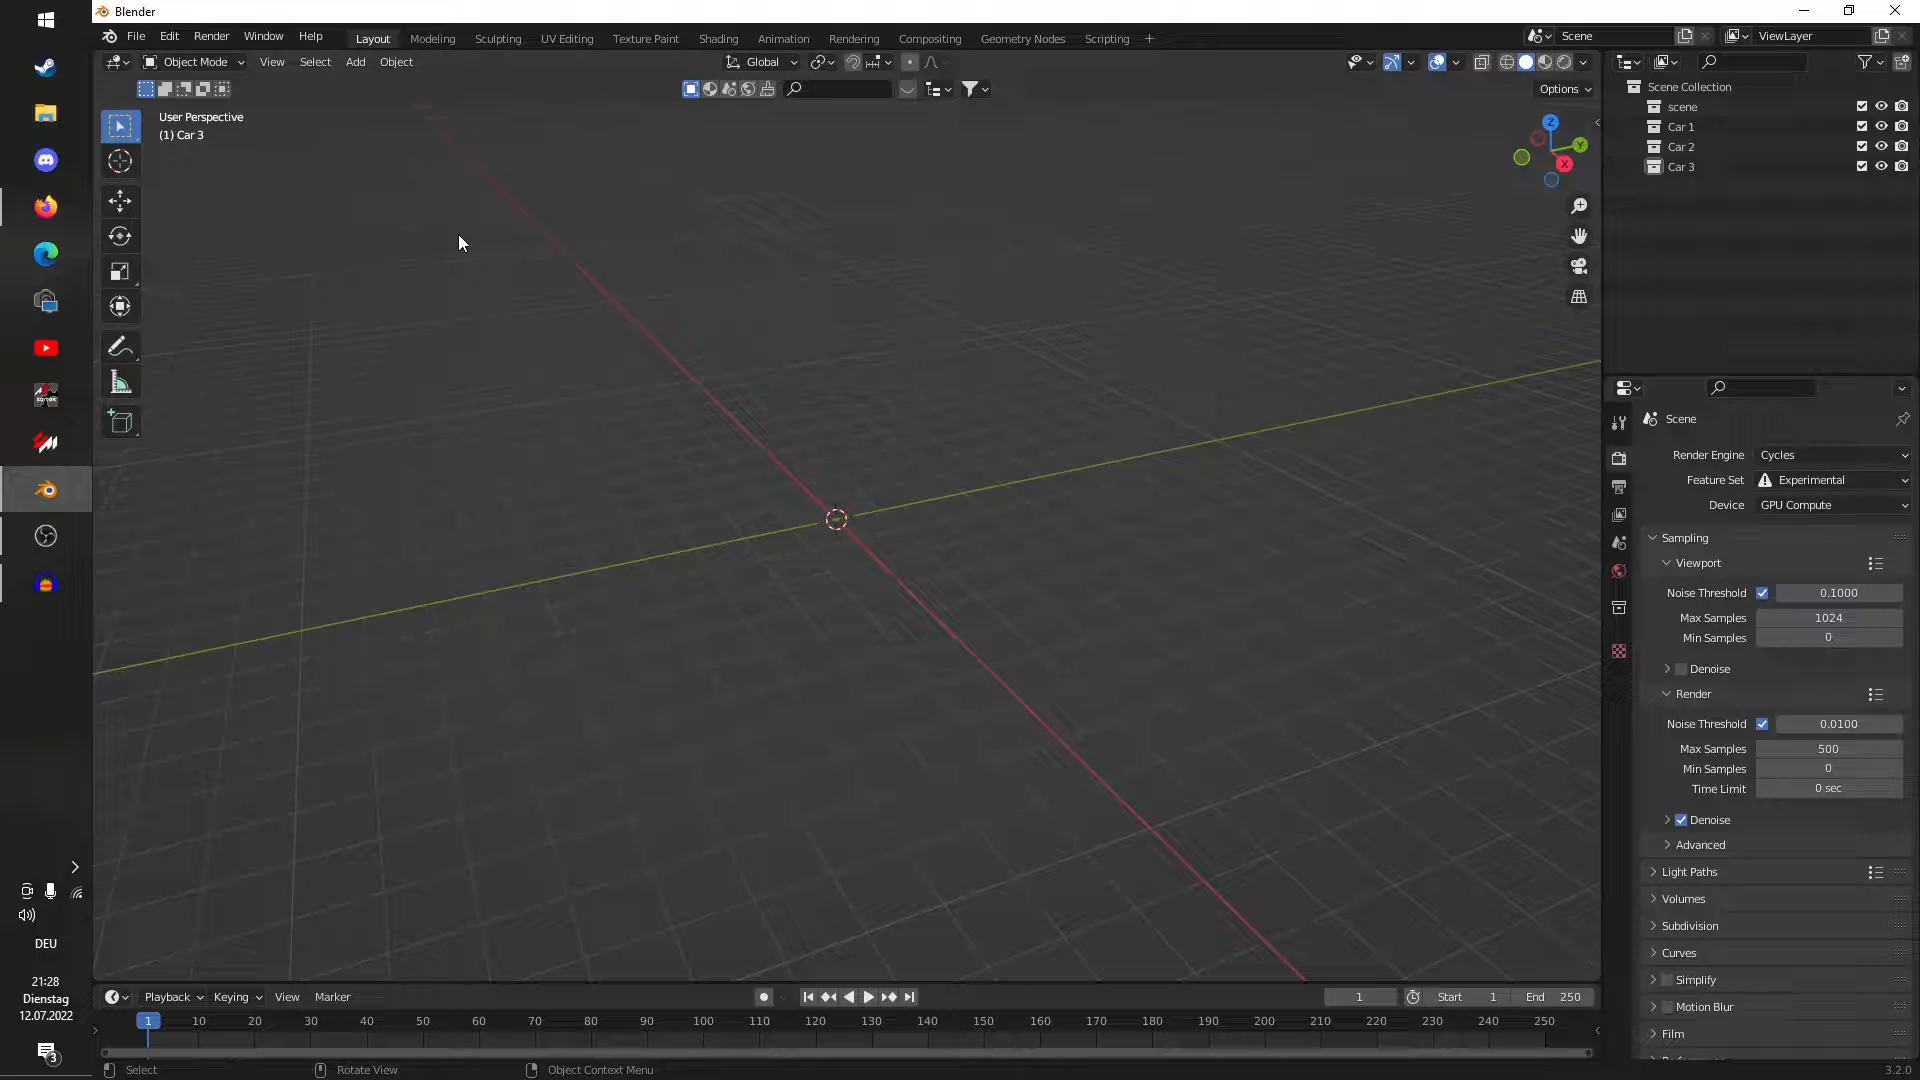 Blender
File Edit Render Window Help Layout Modeling Sculpting UV Editing Texture Paint Shading Animation Rendering Compositing Geometry Nodes Scripting +
Scene ViewLayer
Object Mode View Select Add Object Global
Options
User Perspective
(1) Car 3
Z
Y
X
Scene Collection
scene
Car 1
Car 2
Car 3
Scene
Render Engine Cycles
Feature Set Experimental
Device GPU Compute
Sampling
Viewport
Noise Threshold 0.1000
Max Samples 1024
Min Samples 0
Denoise
Render
Noise Threshold 0.0100
Max Samples 500
Min Samples 0
Time Limit 0 sec
Denoise
Advanced
Light Paths
Volumes
Subdivision
Curves
Simplify
Motion Blur
Film
Playback Keying View Marker
1 Start 1 End 250
1 10 20 30 40 50 60 70 80 90 100 110 120 130 140 150 160 170 180 190 200 210 220 230 240 250
Select Rotate View Object Context Menu
3.2.0
EDITOR
DEU
21:28
Dienstag
12.07.2022
3